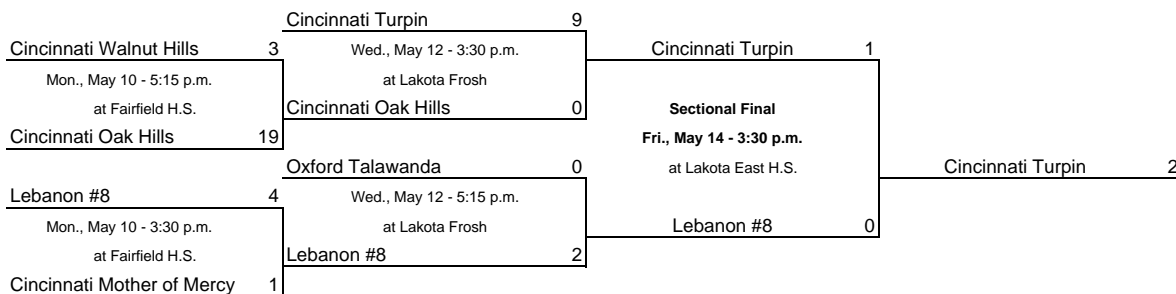 Cincinnati Turpin 9
Cincinnati Walnut Hills 3 Wed., May 12 - 3:30 p.m. Cincinnati Turpin 1
Mon., May 10 - 5:15 p.m. at Lakota Frosh
at Fairfield H.S. Cincinnati Oak Hills 0 Sectional Final
Cincinnati Oak Hills 19 Fri., May 14 - 3:30 p.m.
Oxford Talawanda 0 at Lakota East H.S. Cincinnati Turpin 2
Lebanon #8 4 Wed., May 12 - 5:15 p.m.
Mon., May 10 - 3:30 p.m. at Lakota Frosh Lebanon #8 0
at Fairfield H.S. Lebanon #8 2
Cincinnati Mother of Mercy 1